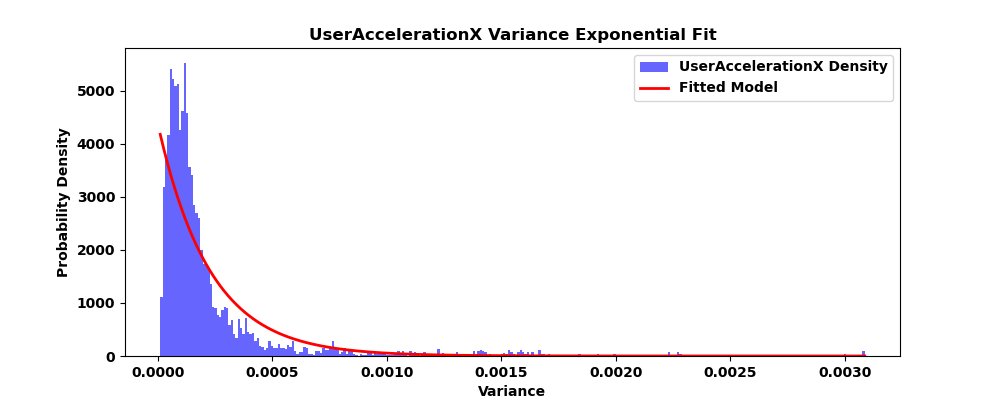 UserAccelerationX Variance Exponential Fit
UserAccelerationX Density
Fitted Model
Probability Density
5000
4000
3000
2000
1000
0
0.0000 0.0005 0.0010 0.0015 0.0020 0.0025 0.0030
Variance